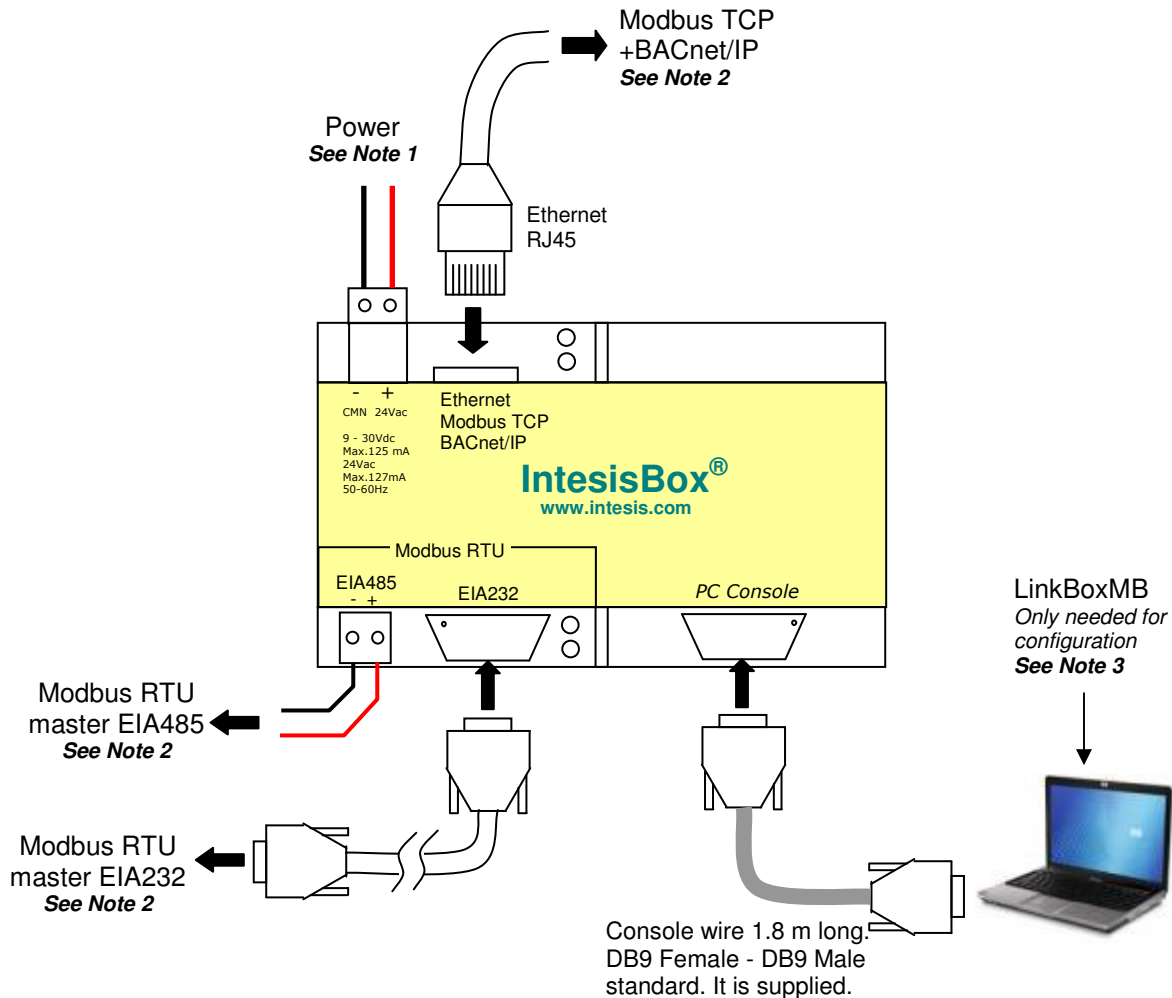 Modbus TCP
+BACnet/IP
See Note 2
Power
See Note 1
Ethernet
RJ45
- +
CMN 24Vac
9 - 30Vdc
Max.125 mA
24Vac
Max.127mA
50-60Hz
Ethernet
Modbus TCP
BACnet/IP
IntesisBox®
www.intesis.com
Modbus RTU
EIA485
- +
EIA232
PC Console
LinkBoxMB
Only needed for
configuration
See Note 3
Modbus RTU
master EIA485
See Note 2
Modbus RTU
master EIA232
See Note 2
Console wire 1.8 m long.
DB9 Female - DB9 Male
standard. It is supplied.